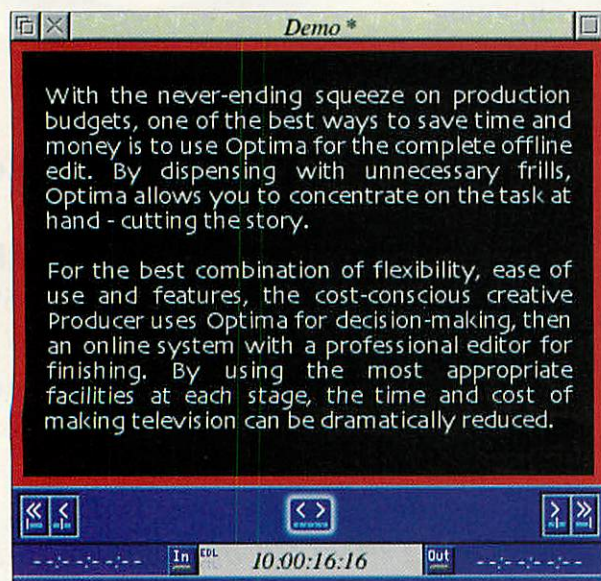 Demo *
With the never-ending squeeze on production
budgets, one of the best ways to save time and
money is to use Optima for the complete offline
edit. By dispensing with unnecessary frills,
Optima allows you to concentrate on the task at
hand - cutting the story.
For the best combination of flexibility, ease of
use and features, the cost-conscious creative
Producer uses Optima for decision-making, then
an online system with a professional editor for
finishing. By using the most appropriate
facilities at each stage, the time and cost of
making television can be dramatically reduced.
--:--:--:-- In EDL 10:00:16:16 Out --:--:--:--